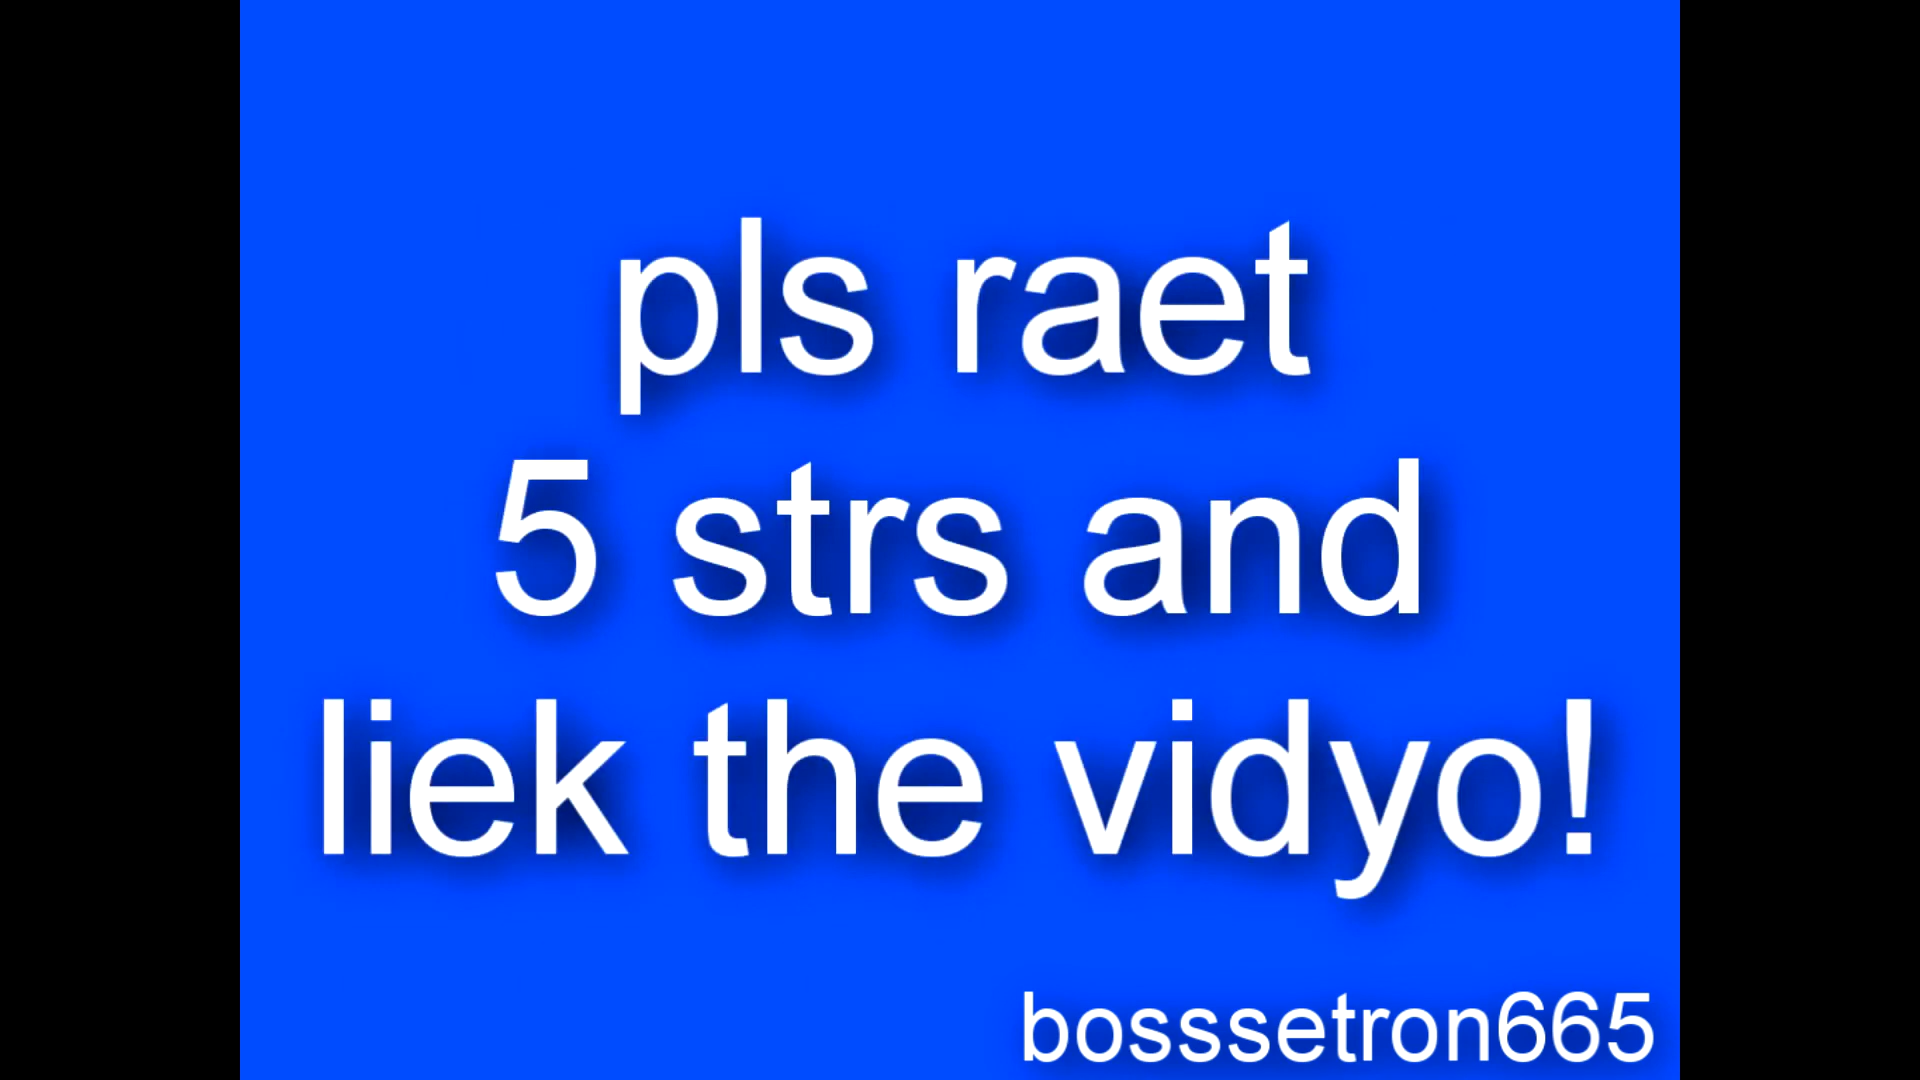 pls raet
5 strs and
liek the vidyo!
bosssetron665